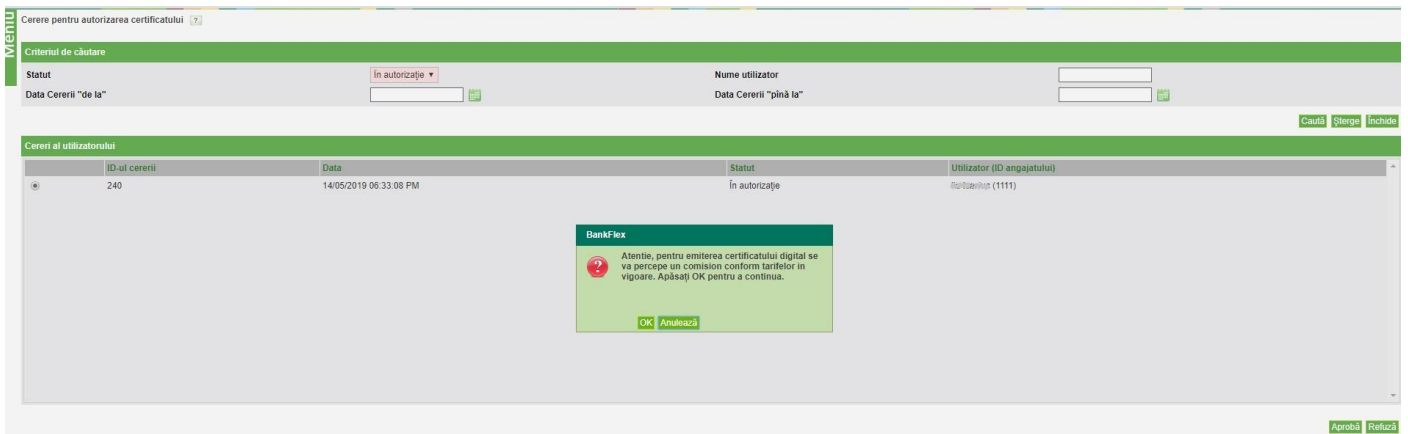 Meniu
Cerere pentru autorizarea certificatului ?
Criteriul de căutare
Statut În autorizaţie Nume utilizator
Data Cererii "de la" Data Cererii "pînă la"
Caută Şterge Închide
Cereri al utilizatorului
ID-ul cererii Data Statut Utilizator (ID angajatului)
240 14/05/2019 06:33:08 PM În autorizaţie (1111)
BankFlex
Atentie, pentru emiterea certificatului digital se
va percepe un comision conform tarifelor in
vigoare. Apăsați OK pentru a continua.
OK Anulează
Aprobă Refuză